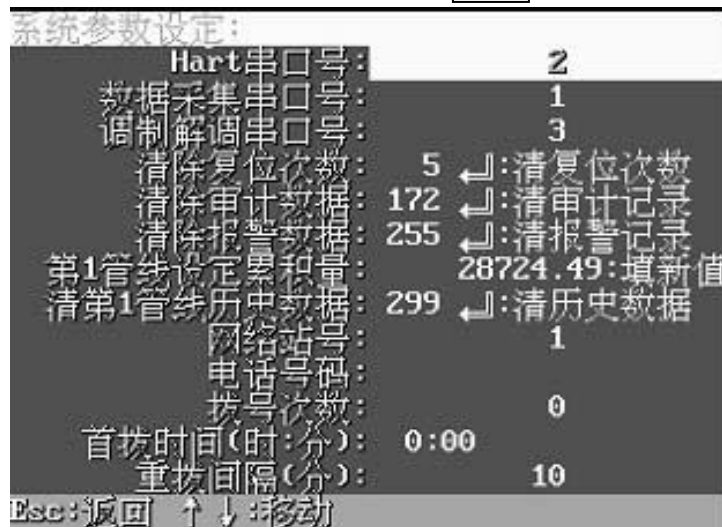 系统参数设定:
Hart串口号: 2
数据采集串口号: 1
调制解调串口号: 3
清除复位次数: 5 ↵:清复位次数
清除审计数据: 172 ↵:清审计记录
清除报警数据: 255 ↵:清报警记录
第1管线设定累积量: 28724.49:填新值
清第1管线历史数据: 299 ↵:清历史数据
网络站号: 1
电话号码:
拨号次数: 0
首拨时间(时:分): 0:00
重拨间隔(分): 10
Esc:返回 ↑↓:移动